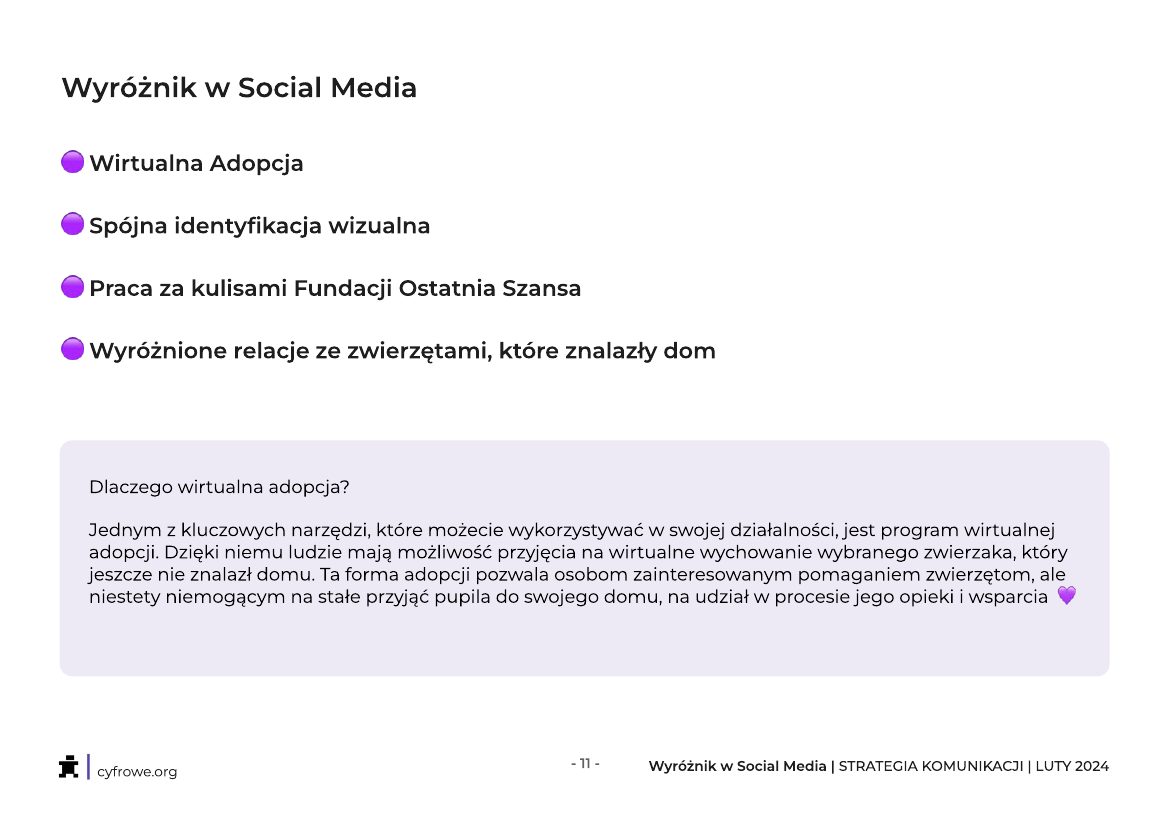 Wyróżnik w Social Media
🟣 Wirtualna Adopcja
🟣 Spójna identyfikacja wizualna
🟣 Praca za kulisami Fundacji Ostatnia Szansa
🟣 Wyróżnione relacje ze zwierzętami, które znalazły dom
Dlaczego wirtualna adopcja?
Jednym z kluczowych narzędzi, które możecie wykorzystywać w swojej działalności, jest program wirtualnej
adopcji. Dzięki niemu ludzie mają możliwość przyjęcia na wirtualne wychowanie wybranego zwierzaka, który
jeszcze nie znalazł domu. Ta forma adopcji pozwala osobom zainteresowanym pomaganiem zwierzętom, ale
niestety niemogącym na stałe przyjąć pupila do swojego domu, na udział w procesie jego opieki i wsparcia 💜
cyfrowe.org
- 11 -
Wyróżnik w Social Media | STRATEGIA KOMUNIKACJI | LUTY 2024